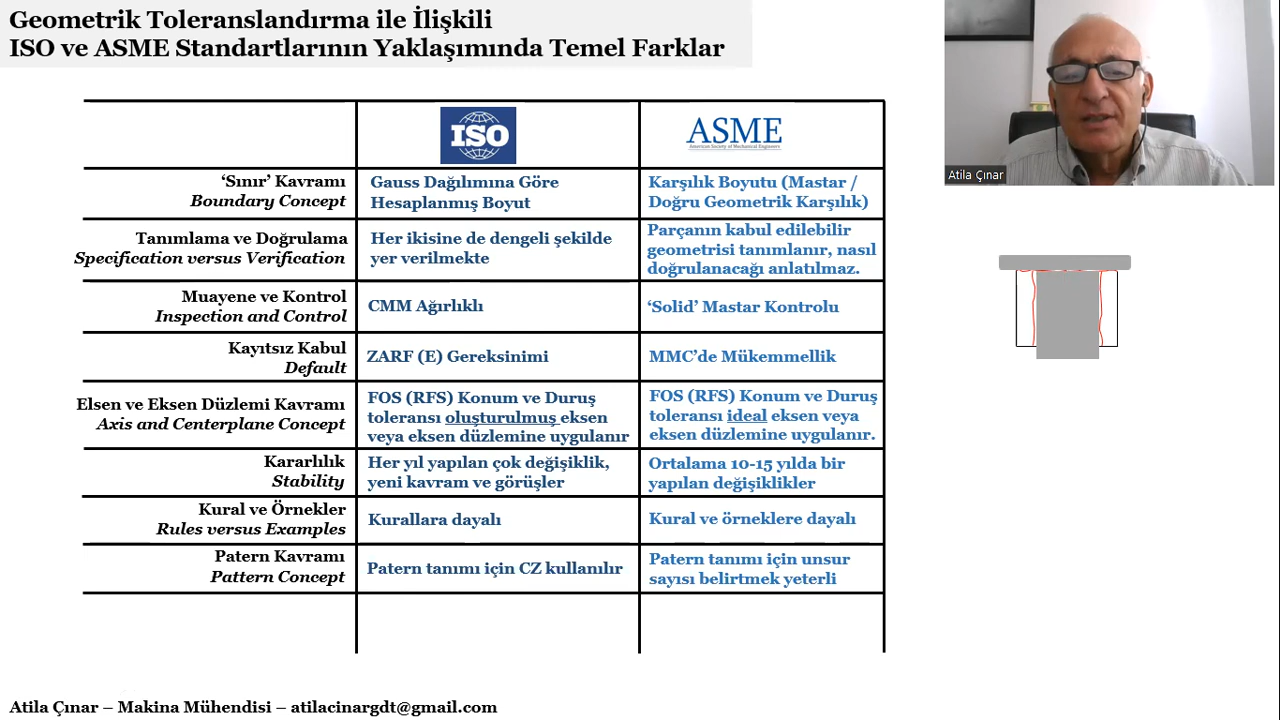 Geometrik Toleranslandırma ile İlişkili
ISO ve ASME Standartlarının Yaklaşımında Temel Farklar
Atila Çınar
ISO
ASME
American Society of Mechanical Engineers
‘Sınır’ Kavramı
Boundary Concept
Gauss Dağılımına Göre
Hesaplanmış Boyut
Karşılık Boyutu (Mastar /
Doğru Geometrik Karşılık)
Tanımlama ve Doğrulama
Specification versus Verification
Her ikisine de dengeli şekilde
yer verilmekte
Parçanın kabul edilebilir
geometrisi tanımlanır, nasıl
doğrulanacağı anlatılmaz.
Muayene ve Kontrol
Inspection and Control
CMM Ağırlıklı
‘Solid’ Mastar Kontrolu
Kayıtsız Kabul
Default
ZARF (E) Gereksinimi
MMC’de Mükemmellik
Elsen ve Eksen Düzlemi Kavramı
Axis and Centerplane Concept
FOS (RFS) Konum ve Duruş
toleransı oluşturulmuş eksen
veya eksen düzlemine uygulanır
FOS (RFS) Konum ve Duruş
toleransı ideal eksen veya
eksen düzlemine uygulanır.
Kararlılık
Stability
Her yıl yapılan çok değişiklik,
yeni kavram ve görüşler
Ortalama 10-15 yılda bir
yapılan değişiklikler
Kural ve Örnekler
Rules versus Examples
Kurallara dayalı
Kural ve örneklere dayalı
Patern Kavramı
Pattern Concept
Patern tanımı için CZ kullanılır
Patern tanımı için unsur
sayısı belirtmek yeterli
Atila Çınar – Makina Mühendisi – atilacinargdt@gmail.com